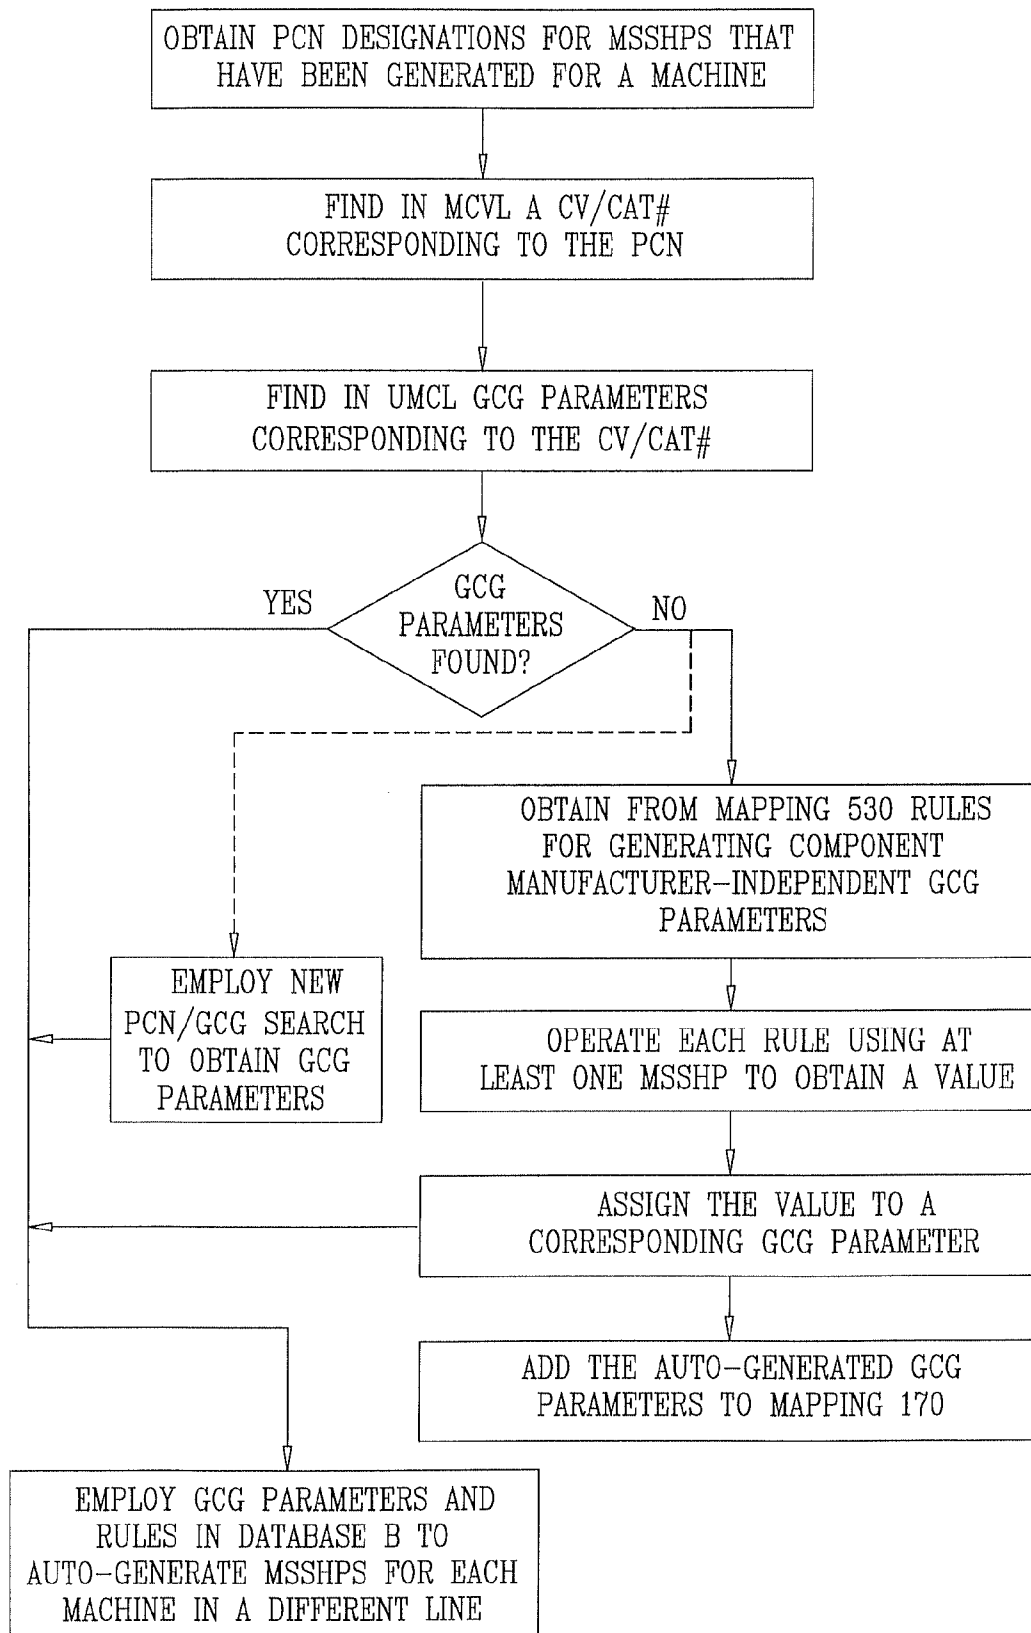 OBTAIN PCN DESIGNATIONS FOR MSSHPS THAT
HAVE BEEN GENERATED FOR A MACHINE
FIND IN MCVL A CV/CAT#
CORRESPONDING TO THE PCN
FIND IN UMCL GCG PARAMETERS
CORRESPONDING TO THE CV/CAT#
GCG
PARAMETERS
FOUND?
YES
NO
OBTAIN FROM MAPPING 530 RULES
FOR GENERATING COMPONENT
MANUFACTURER-INDEPENDENT GCG
PARAMETERS
EMPLOY NEW
PCN/GCG SEARCH
TO OBTAIN GCG
PARAMETERS
OPERATE EACH RULE USING AT
LEAST ONE MSSHP TO OBTAIN A VALUE
ASSIGN THE VALUE TO A
CORRESPONDING GCG PARAMETER
ADD THE AUTO-GENERATED GCG
PARAMETERS TO MAPPING 170
EMPLOY GCG PARAMETERS AND
RULES IN DATABASE B TO
AUTO-GENERATE MSSHPS FOR EACH
MACHINE IN A DIFFERENT LINE